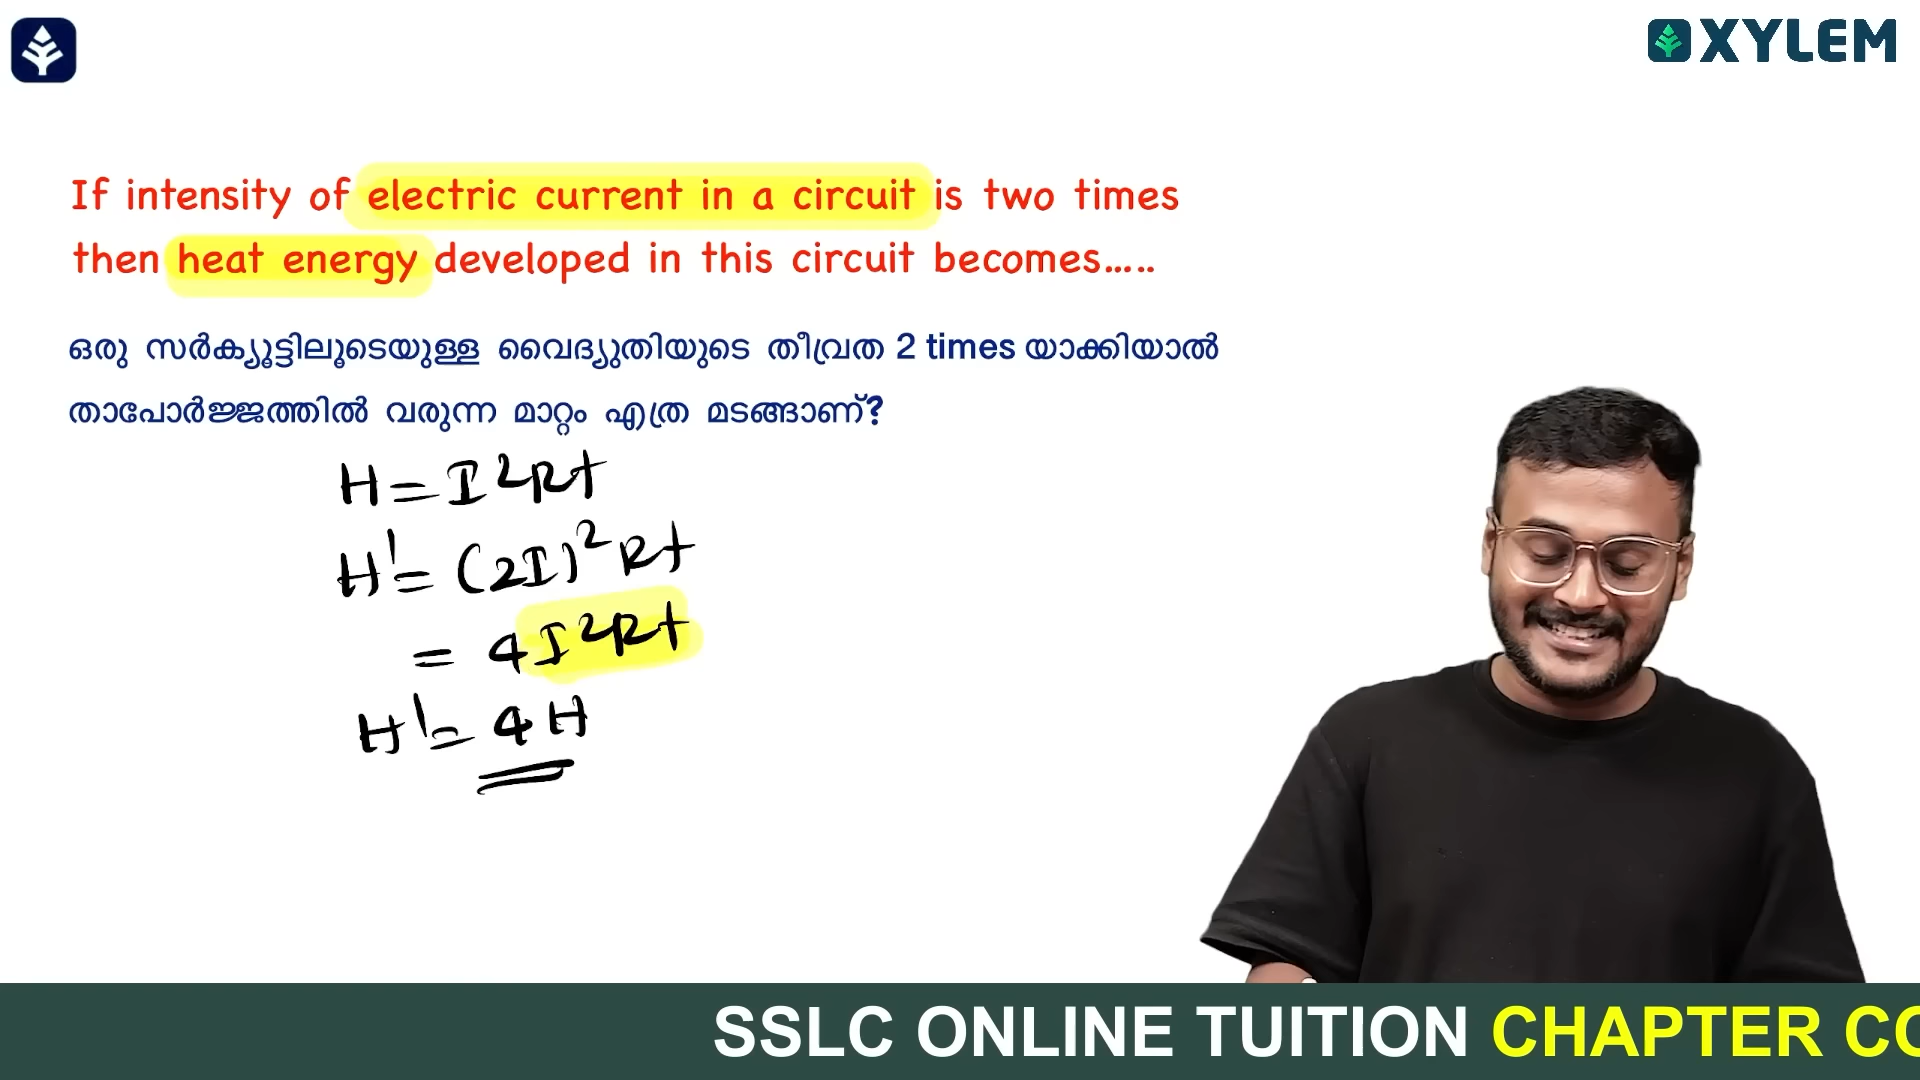 XYLEM
If intensity of electric current in a circuit is two times
then heat energy developed in this circuit becomes.....
ഒരു സർക്യൂട്ടിലൂടെയുള്ള വൈദ്യുതിയുടെ തീവ്രത 2 times യാക്കിയാൽ
താപോർജ്ജത്തിൽ വരുന്ന മാറ്റം എത്ര മടങ്ങാണ്?
H = I²Rt
H' = (2I)²Rt
= 4I²Rt
H' = 4H
SSLC ONLINE TUITION CHAPTER CO